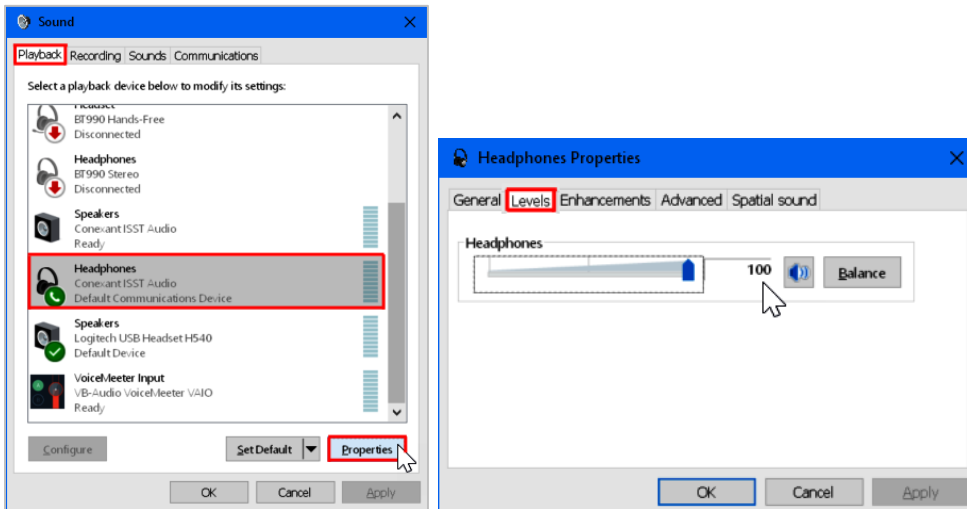 Sound
Playback Recording Sounds Communications
Select a playback device below to modify its settings:
Headset
BT990 Hands-Free
Disconnected
Headphones
BT990 Stereo
Disconnected
Speakers
Conexant ISST Audio
Ready
Headphones
Conexant ISST Audio
Default Communications Device
Speakers
Logitech USB Headset H540
Default Device
VoiceMeeter Input
VB-Audio VoiceMeeter VAIO
Ready
Configure Set Default Properties
OK Cancel Apply
Headphones Properties
General Levels Enhancements Advanced Spatial sound
Headphones
100 Balance
OK Cancel Apply